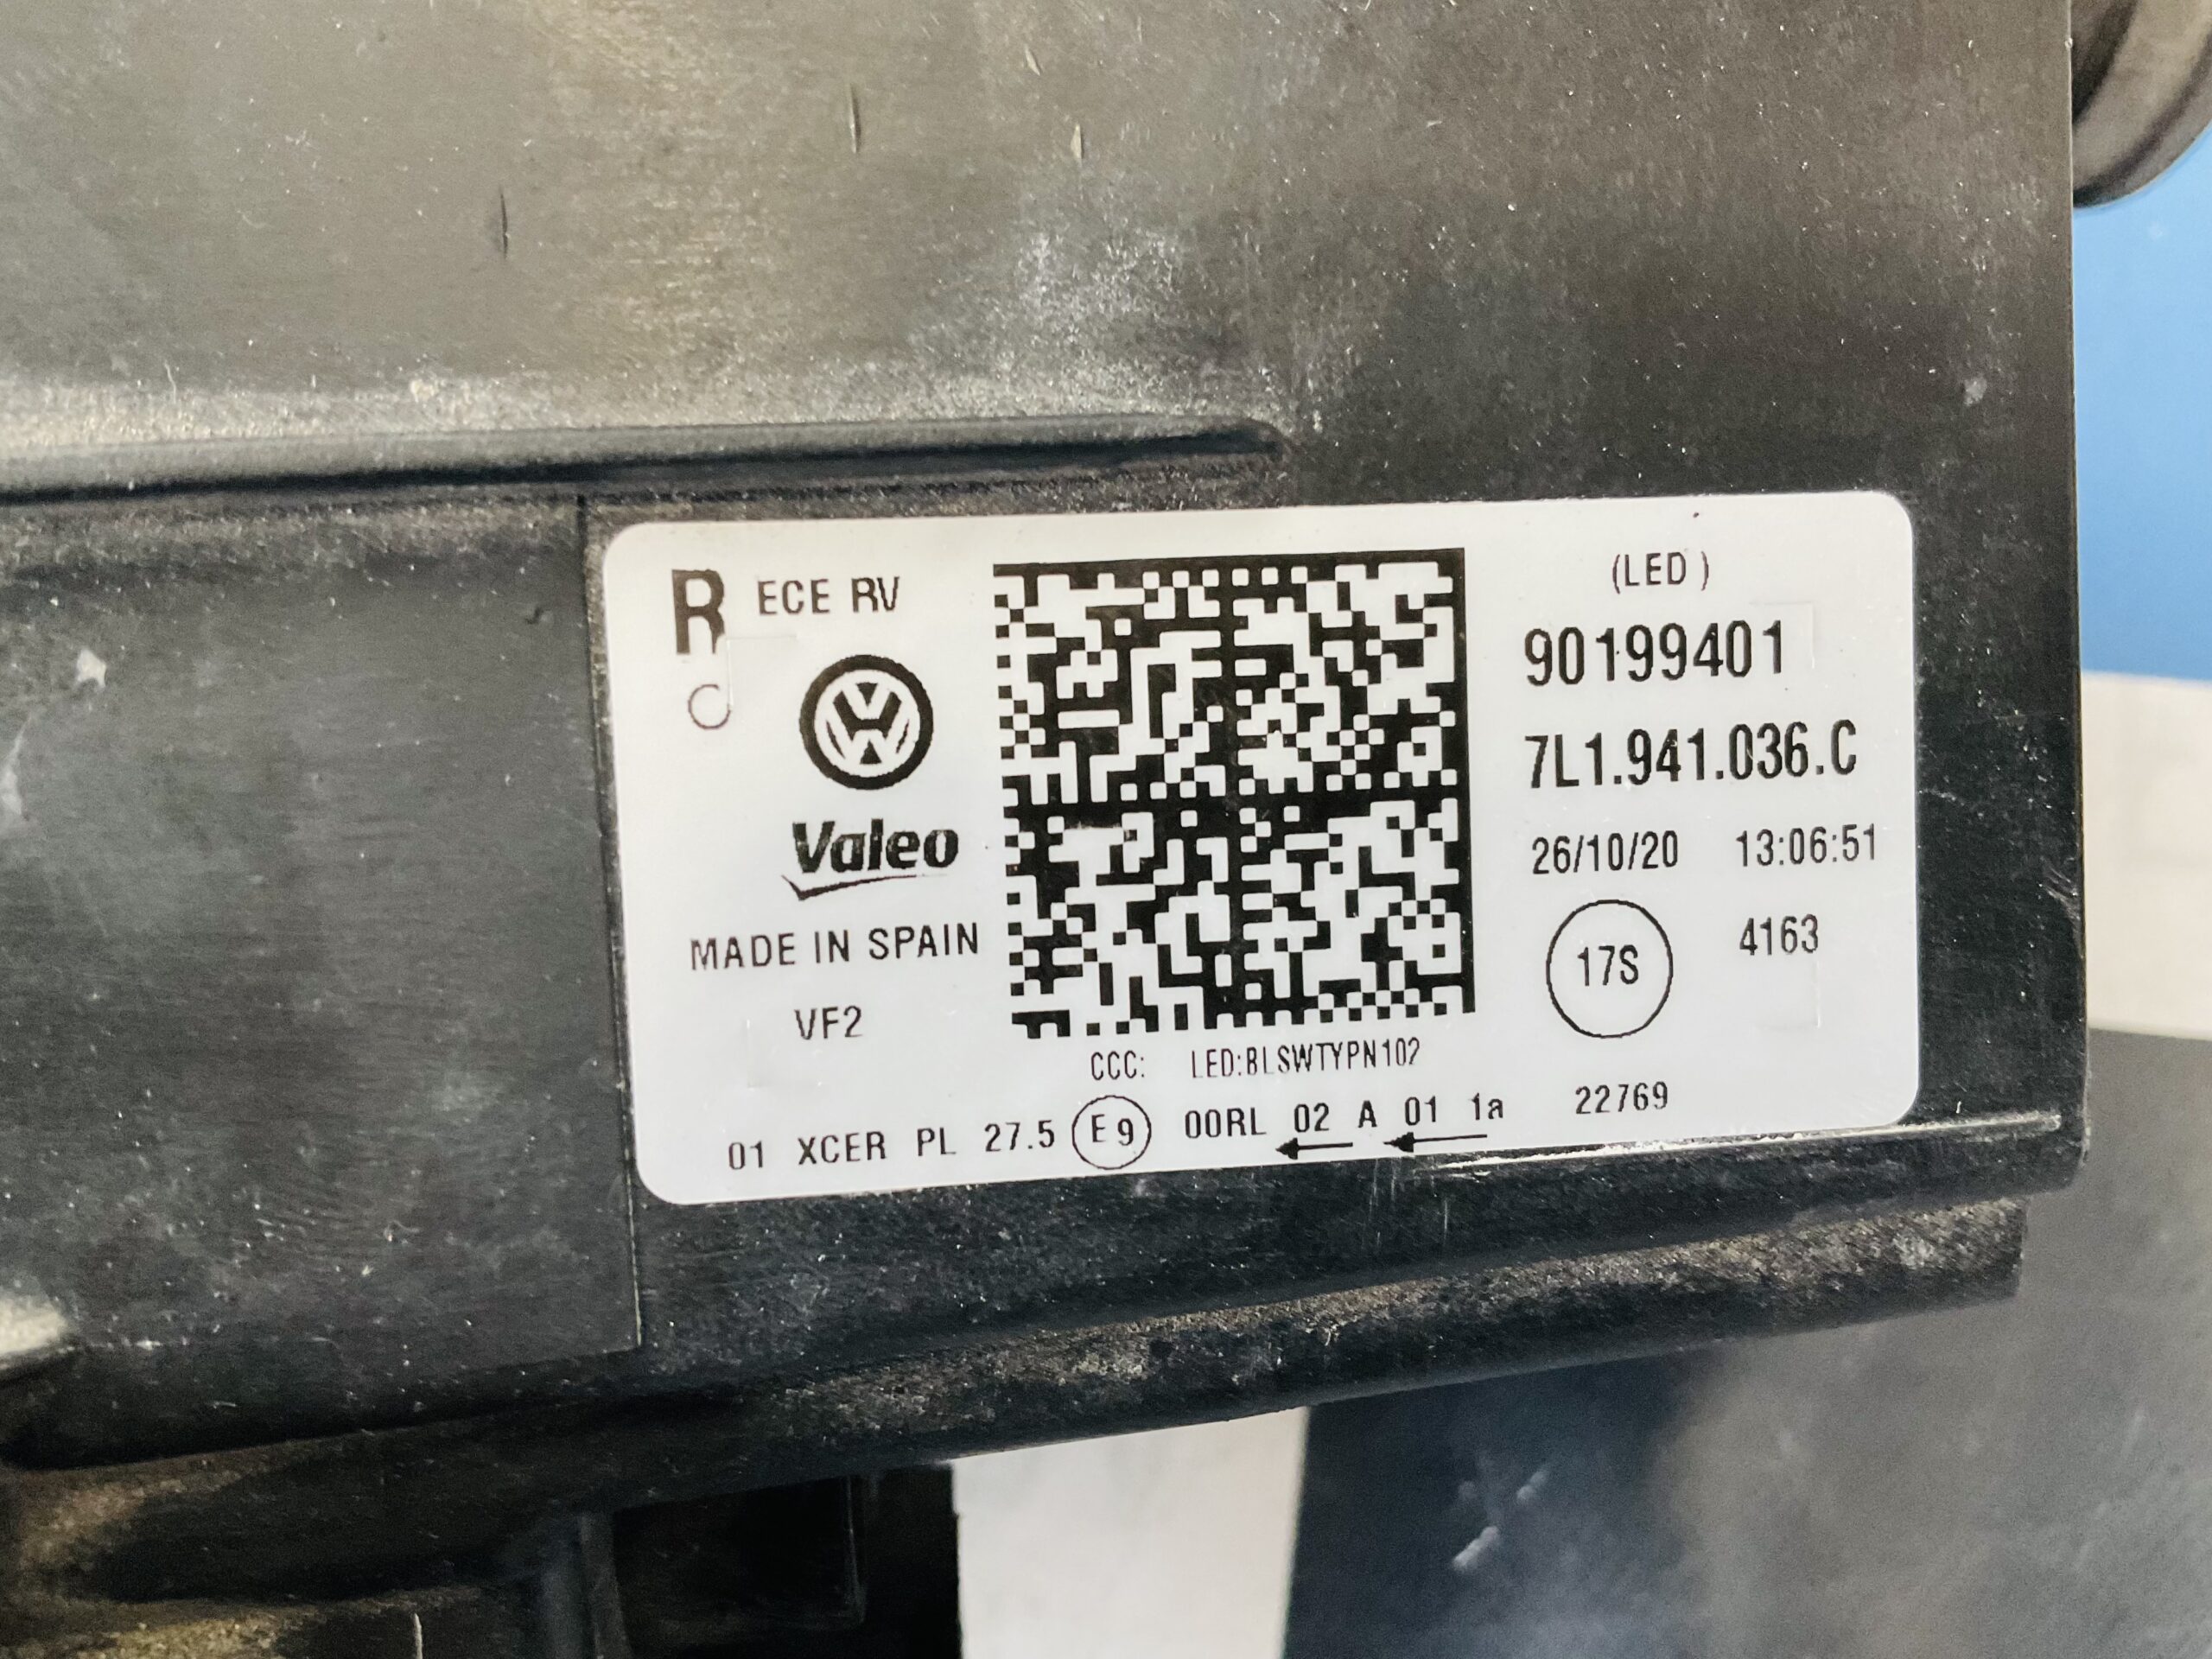 R ECE RV
C
Valeo
MADE IN SPAIN
VF2
(LED )
90199401
7L1.941.036.C
26/10/20 13:06:51
17S 4163
CCC: LED:BLSWTYPN102
01 XCER PL 27.5 E9 00RL 02 A 01 1a 22769